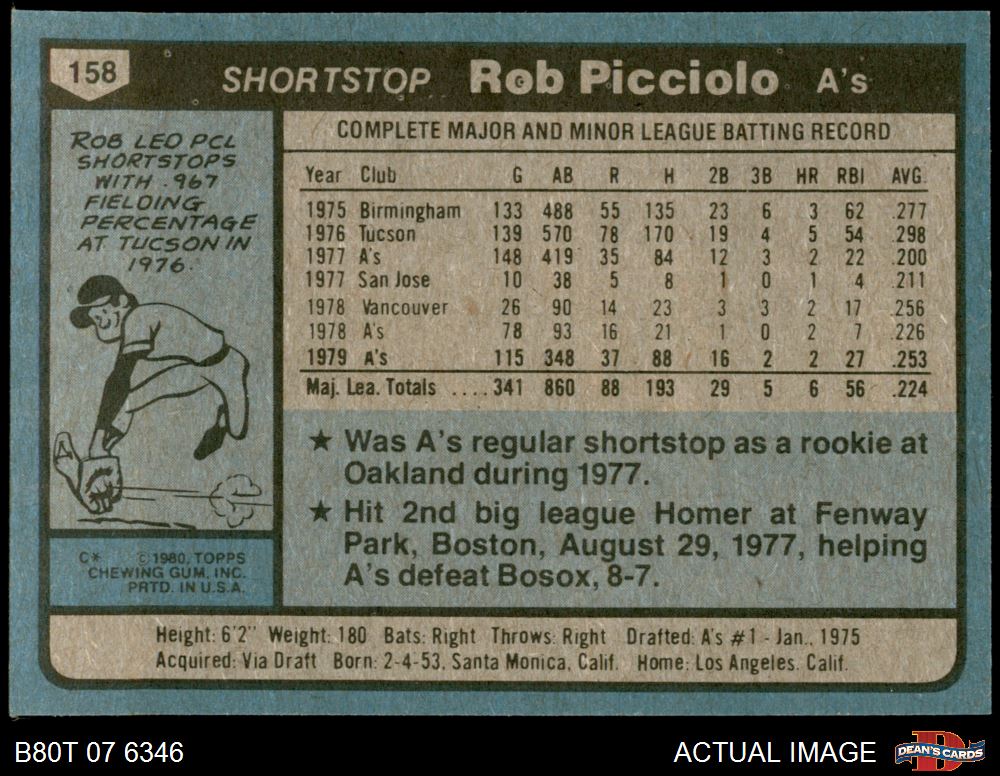 158 SHORTSTOP Rob Picciolo A's
ROB LED PCL
SHORTSTOPS
WITH .967
FIELDING
PERCENTAGE
AT TUCSON IN
1976.
A
C* © 1980, TOPPS
CHEWING GUM, INC.
PRTD. IN U.S.A.
COMPLETE MAJOR AND MINOR LEAGUE BATTING RECORD
Year Club G AB R H 2B 3B HR RBI AVG.
1975 Birmingham 133 488 55 135 23 6 3 62 .277
1976 Tucson 139 570 78 170 19 4 5 54 .298
1977 A's 148 419 35 84 12 3 2 22 .200
1977 San Jose 10 38 5 8 1 0 1 4 .211
1978 Vancouver 26 90 14 23 3 3 2 17 .256
1978 A's 78 93 16 21 1 0 2 7 .226
1979 A's 115 348 37 88 16 2 2 27 .253
Maj. Lea. Totals .... 341 860 88 193 29 5 6 56 .224
★ Was A's regular shortstop as a rookie at
Oakland during 1977.
★ Hit 2nd big league Homer at Fenway
Park, Boston, August 29, 1977, helping
A's defeat Bosox, 8-7.
Height: 6'2" Weight: 180 Bats: Right Throws: Right Drafted: A's #1 - Jan., 1975
Acquired: Via Draft Born: 2-4-53, Santa Monica, Calif. Home: Los Angeles, Calif.
B80T 07 6346 ACTUAL IMAGE DEAN'S CARDS